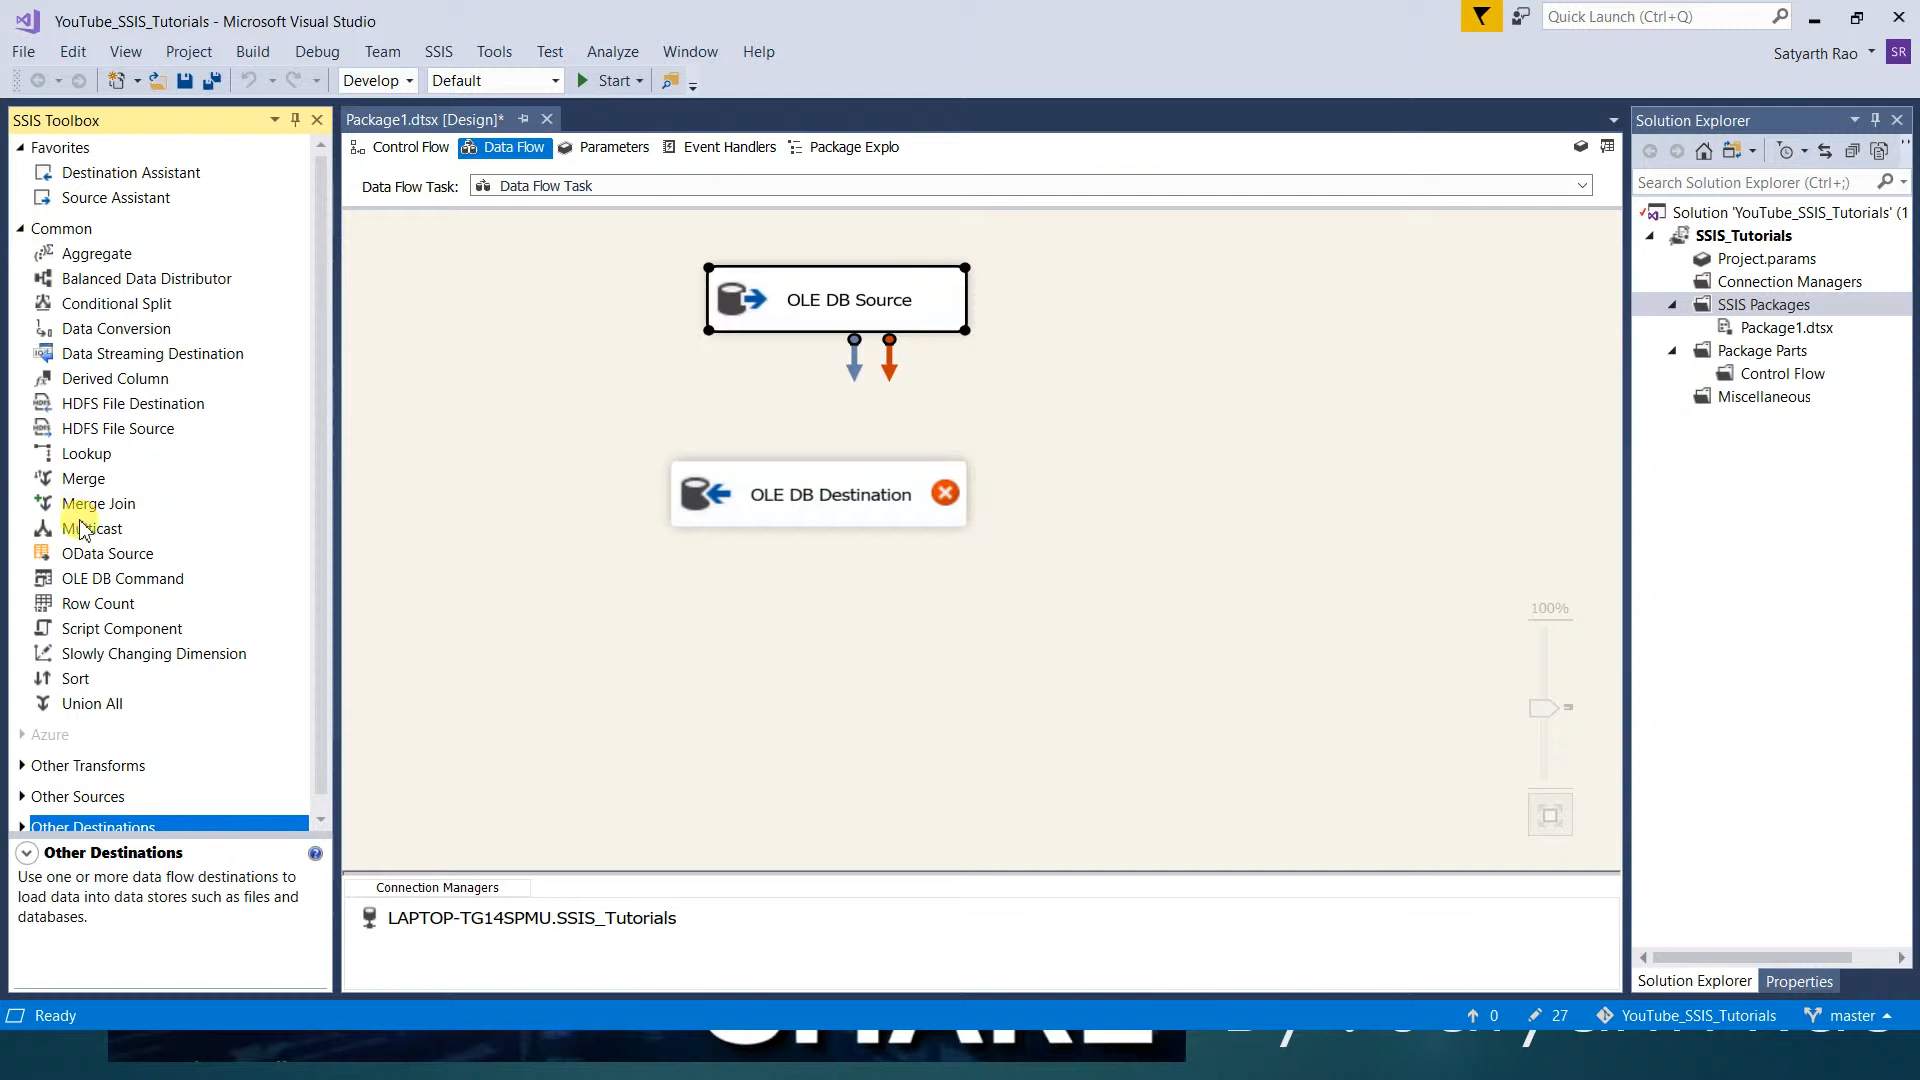 YouTube_SSIS_Tutorials - Microsoft Visual Studio
Quick Launch (Ctrl+Q)
File Edit View Project Build Debug Team SSIS Tools Test Analyze Window Help
Satyarth Rao SR
Develop Default Start
SSIS Toolbox
Favorites
Destination Assistant
Source Assistant
Common
Aggregate
Balanced Data Distributor
Conditional Split
Data Conversion
Data Streaming Destination
Derived Column
HDFS File Destination
HDFS File Source
Lookup
Merge
Merge Join
Multicast
OData Source
OLE DB Command
Row Count
Script Component
Slowly Changing Dimension
Sort
Union All
Azure
Other Transforms
Other Sources
Other Destinations
Other Destinations
Use one or more data flow destinations to
load data into data stores such as files and
databases.
Package1.dtsx [Design]*
Control Flow Data Flow Parameters Event Handlers Package Explo
Data Flow Task: Data Flow Task
OLE DB Source
OLE DB Destination
100%
Connection Managers
LAPTOP-TG14SPMU.SSIS_Tutorials
Solution Explorer
Search Solution Explorer (Ctrl+;)
Solution 'YouTube_SSIS_Tutorials' (1
SSIS_Tutorials
Project.params
Connection Managers
SSIS Packages
Package1.dtsx
Package Parts
Control Flow
Miscellaneous
Solution Explorer Properties
Ready
0 27 YouTube_SSIS_Tutorials master
SHARE